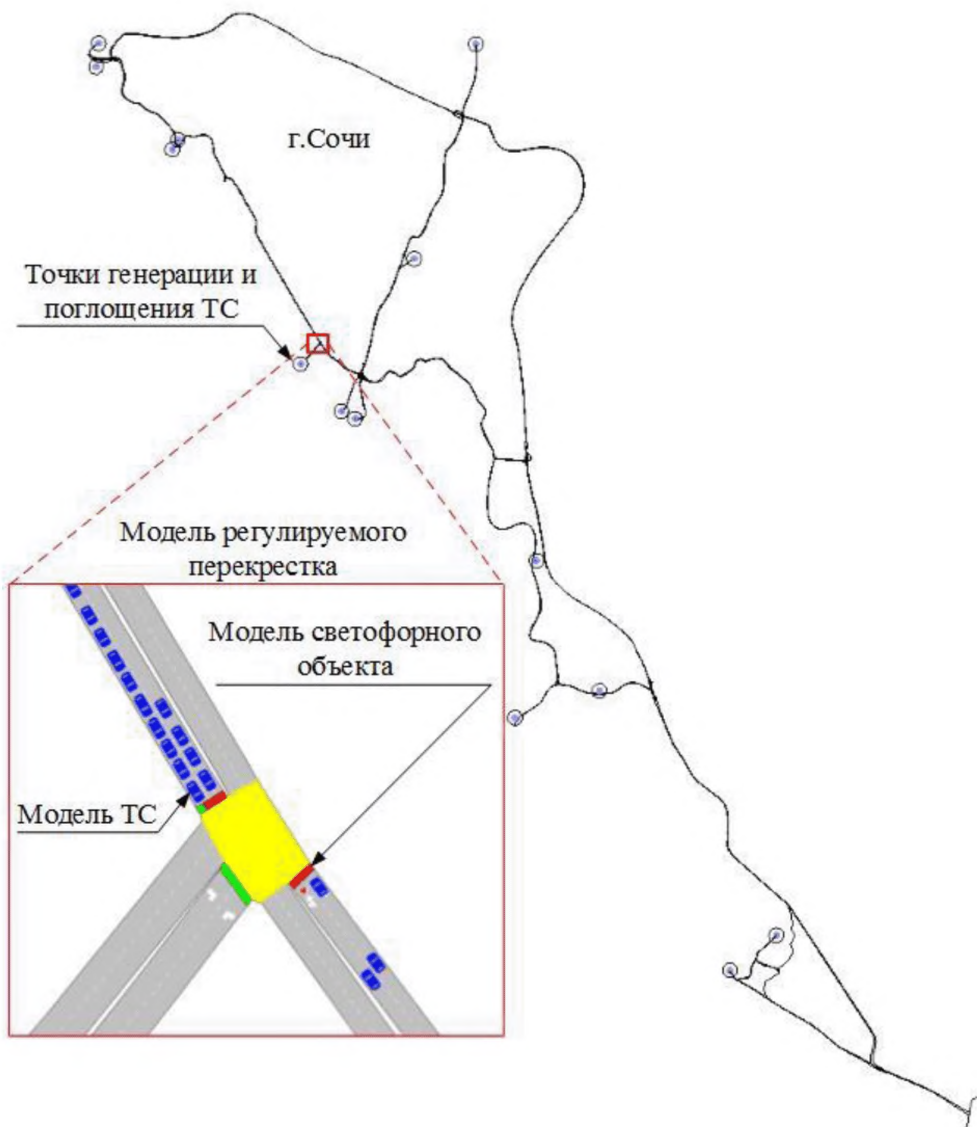 г.Сочи
Точки генерации и
поглощения ТС
Модель регулируемого
перекрестка
Модель светофорного
объекта
Модель ТС